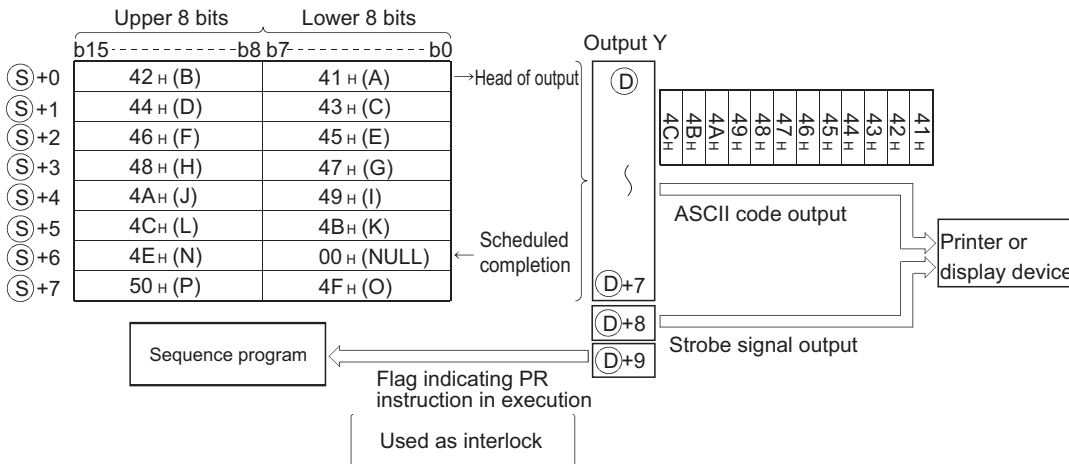 Upper 8 bits Lower 8 bits
b15 b8 b7 b0
Output Y
S+0 42H (B) 41H (A) Head of output
S+1 44H (D) 43H (C)
S+2 46H (F) 45H (E)
S+3 48H (H) 47H (G)
S+4 4AH (J) 49H (I)
S+5 4CH (L) 4BH (K)
S+6 4EH (N) 00H (NULL) Scheduled completion
S+7 50H (P) 4FH (O)
D
D+7
D+8
D+9
4CH 4BH 4AH 49H 48H 47H 46H 45H 44H 43H 42H 41H
ASCII code output
Printer or
display device
Strobe signal output
Sequence program
Flag indicating PR
instruction in execution
Used as interlock